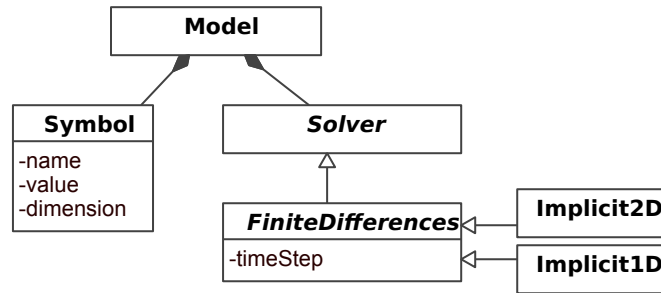 Model
Symbol
-name
-value
-dimension
Solver
FiniteDifferences
-timeStep
Implicit2D
Implicit1D